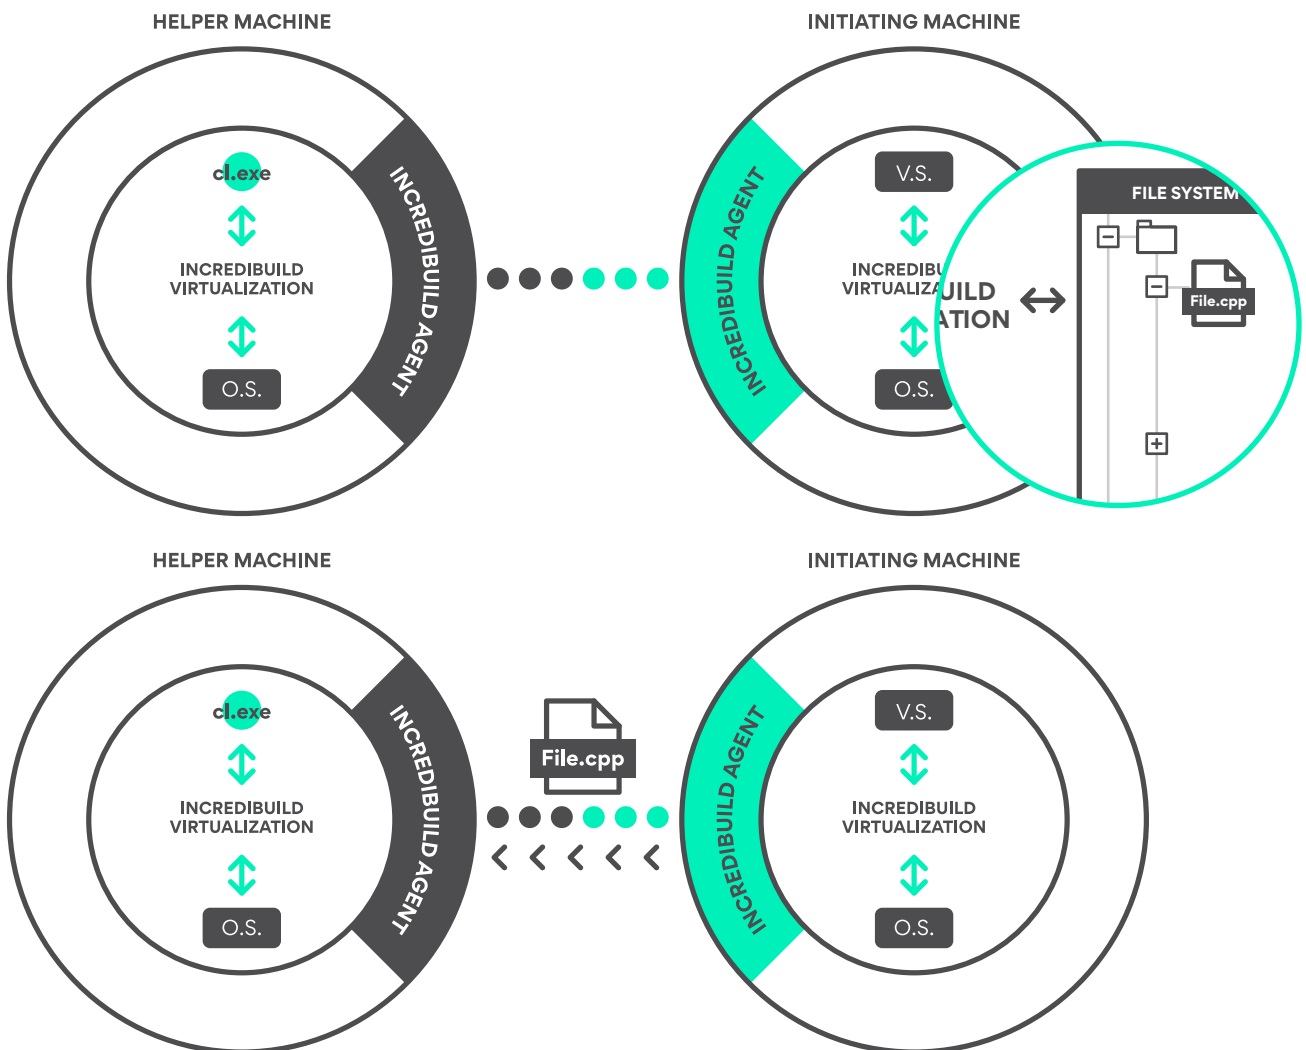 HELPER MACHINE
INITIATING MACHINE
cl.exe
INCREDIBUILD
VIRTUALIZATION
O.S.
INCREDIBUILD AGENT
INCREDIBUILD AGENT
V.S.
INCREDIBU
VIRTUALIZA
O.S.
UILD
ATION
FILE SYSTEM
File.cpp
HELPER MACHINE
INITIATING MACHINE
cl.exe
INCREDIBUILD
VIRTUALIZATION
O.S.
INCREDIBUILD AGENT
File.cpp
INCREDIBUILD AGENT
V.S.
INCREDIBUILD
VIRTUALIZATION
O.S.